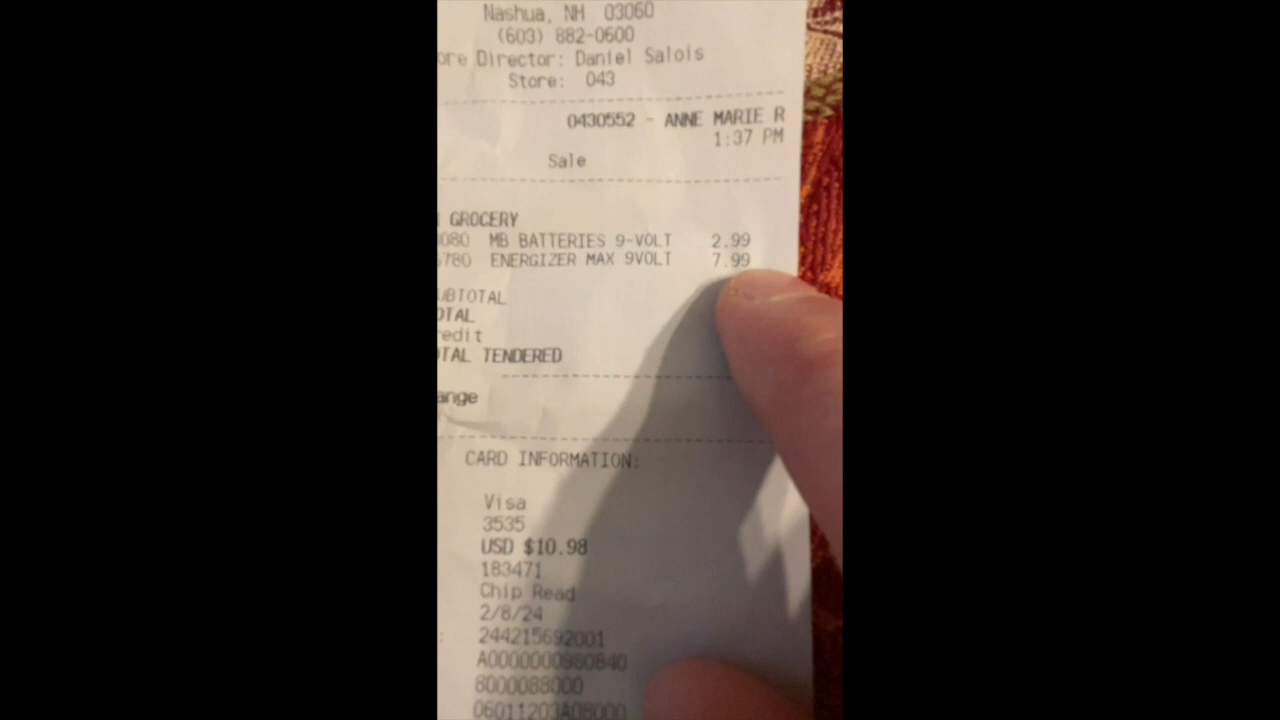 Nashua, NH 03060
(603) 882-0600
ore Director: Daniel Salois
Store: 043
0430552 - ANNE MARIE R
1:37 PM
Sale
GROCERY
080 MB BATTERIES 9-VOLT 2.99
780 ENERGIZER MAX 9VOLT 7.99
UBTOTAL
OTAL
redit
OTAL TENDERED
ange
CARD INFORMATION:
Visa
3535
USD $10.98
183471
Chip Read
2/8/24
: 244215692001
A0000000980840
8000088000
06011203A08000